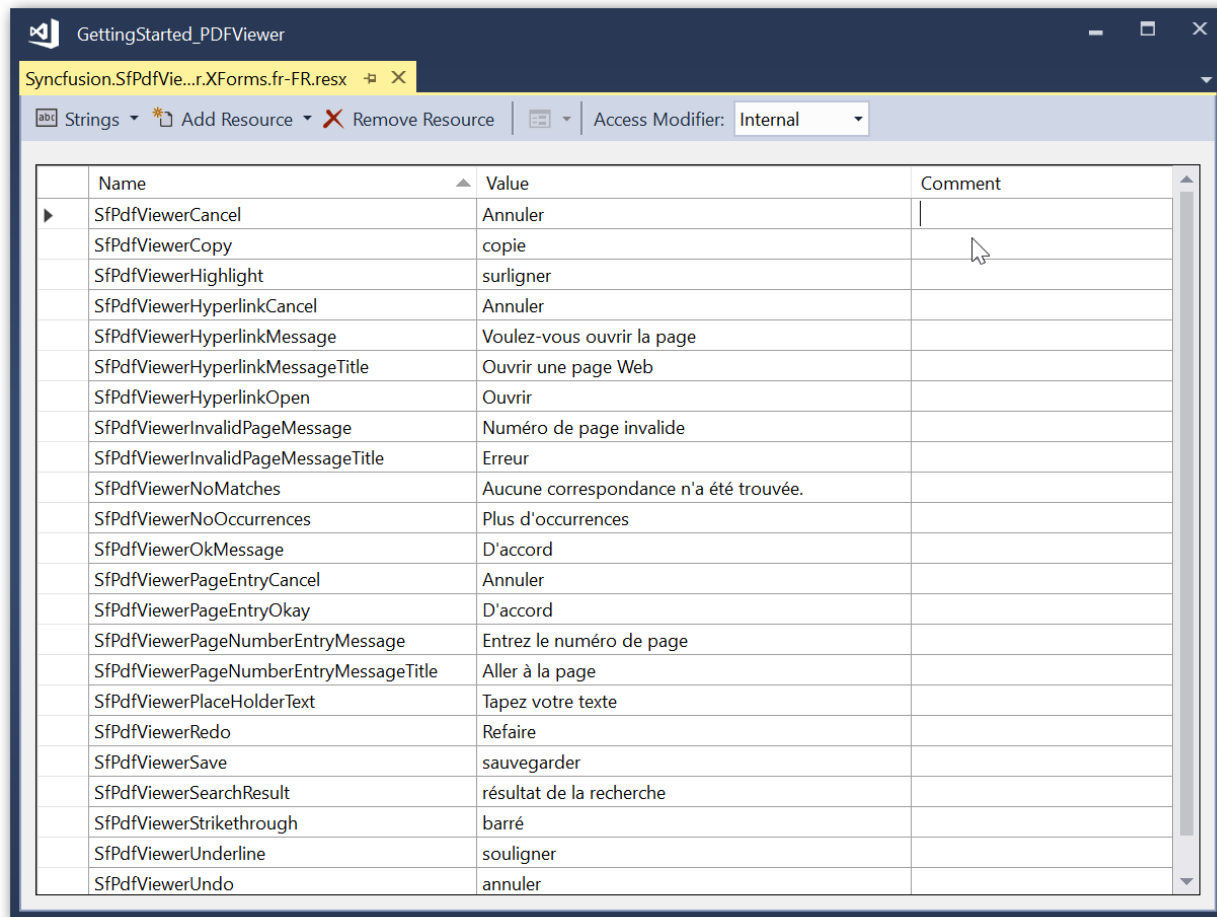 GettingStarted_PDFViewer
Syncfusion.SfPdfVie...r.XForms.fr-FR.resx
abc Strings Add Resource Remove Resource Access Modifier: Internal
Name Value Comment
SfPdfViewerCancel Annuler
SfPdfViewerCopy copie
SfPdfViewerHighlight surligner
SfPdfViewerHyperlinkCancel Annuler
SfPdfViewerHyperlinkMessage Voulez-vous ouvrir la page
SfPdfViewerHyperlinkMessageTitle Ouvrir une page Web
SfPdfViewerHyperlinkOpen Ouvrir
SfPdfViewerInvalidPageMessage Numéro de page invalide
SfPdfViewerInvalidPageMessageTitle Erreur
SfPdfViewerNoMatches Aucune correspondance n'a été trouvée.
SfPdfViewerNoOccurrences Plus d'occurrences
SfPdfViewerOkMessage D'accord
SfPdfViewerPageEntryCancel Annuler
SfPdfViewerPageEntryOkay D'accord
SfPdfViewerPageNumberEntryMessage Entrez le numéro de page
SfPdfViewerPageNumberEntryMessageTitle Aller à la page
SfPdfViewerPlaceHolderText Tapez votre texte
SfPdfViewerRedo Refaire
SfPdfViewerSave sauvegarder
SfPdfViewerSearchResult résultat de la recherche
SfPdfViewerStrikethrough barré
SfPdfViewerUnderline souligner
SfPdfViewerUndo annuler